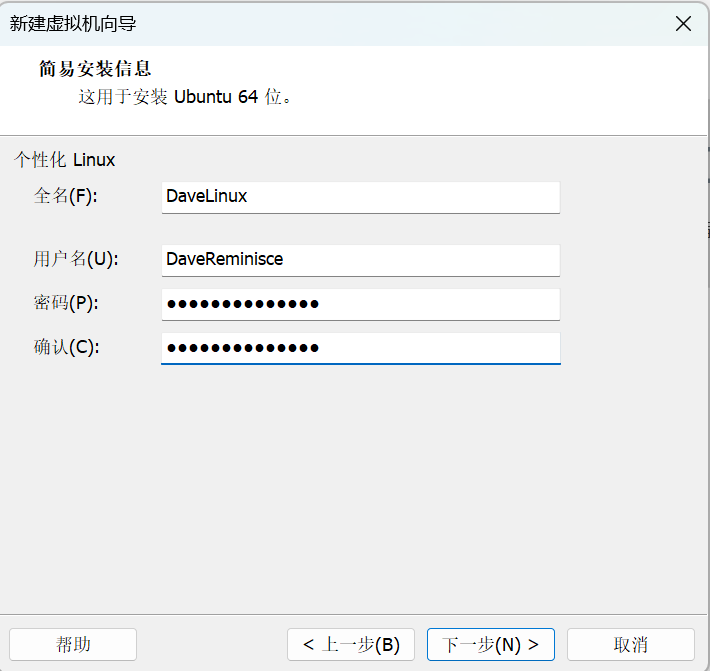 新建虚拟机向导
简易安装信息
这用于安装 Ubuntu 64 位。
个性化 Linux
全名(F): DaveLinux
用户名(U): DaveReminisce
密码(P): ●●●●●●●●●●●●●●
确认(C): ●●●●●●●●●●●●●●
帮助 < 上一步(B) 下一步(N) > 取消